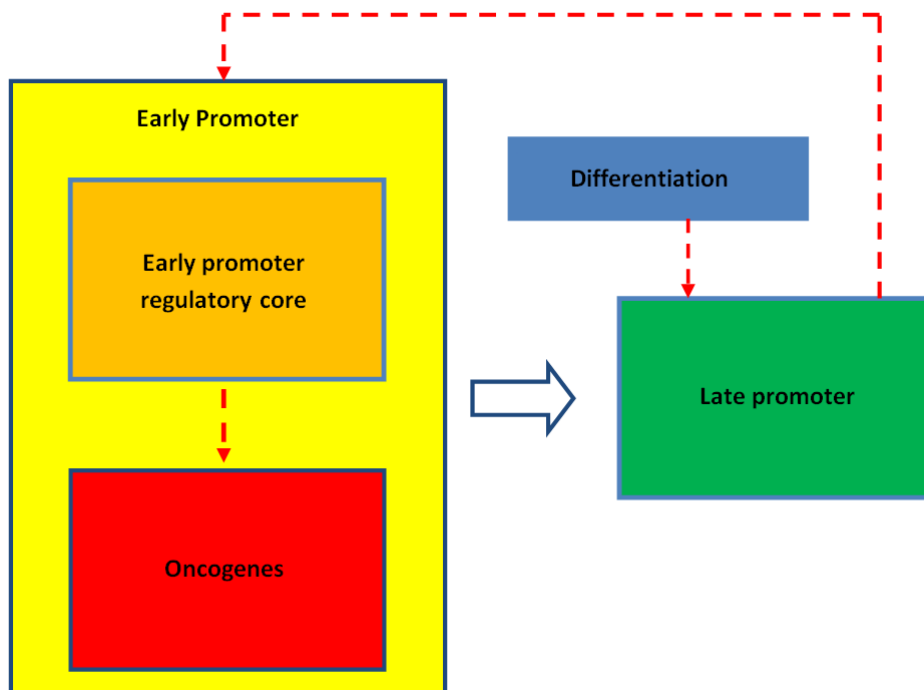 Early Promoter
Differentiation
Early promoter
regulatory core
Late promoter
Oncogenes